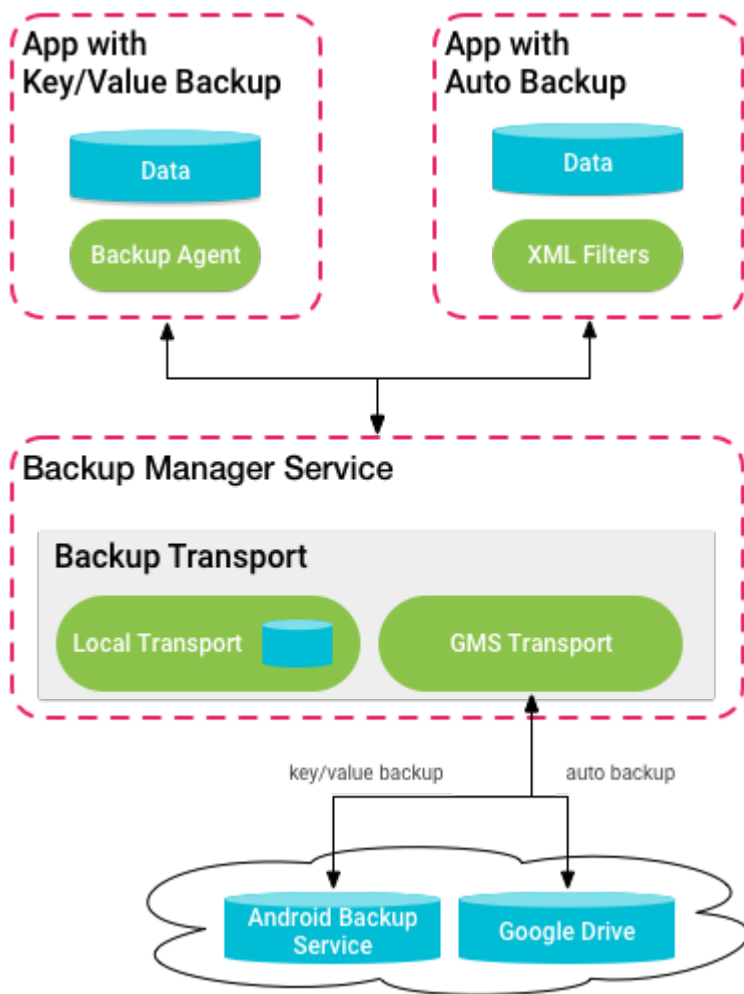 App with
Key/Value Backup
Data
Backup Agent
App with
Auto Backup
Data
XML Filters
Backup Manager Service
Backup Transport
Local Transport
GMS Transport
key/value backup
auto backup
Android Backup
Service
Google Drive